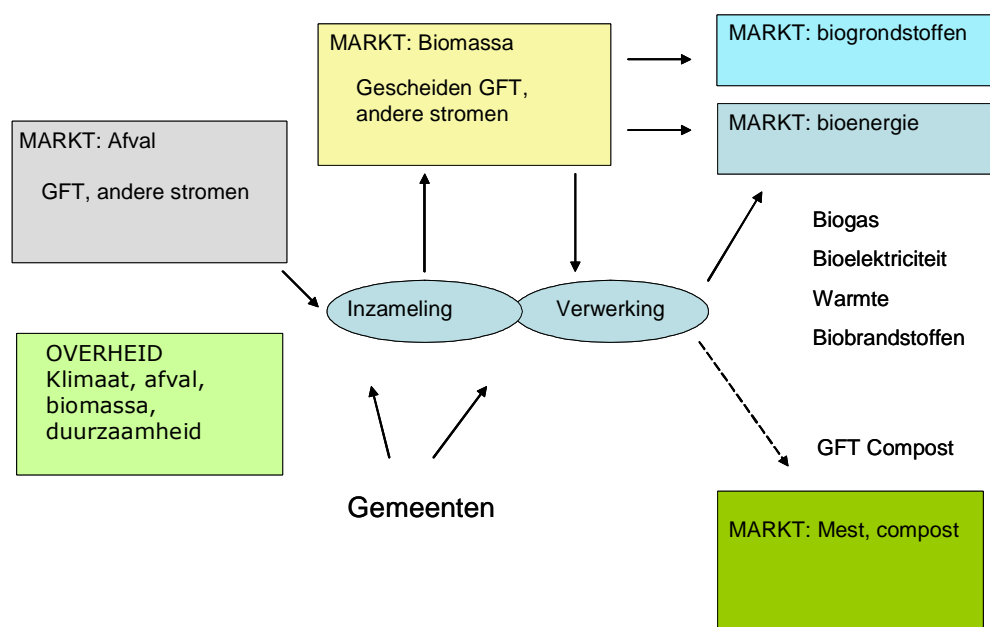 MARKT: Biomassa
Gescheiden GFT,
andere stromen
MARKT: biogrondstoffen
MARKT: bioenergie
MARKT: Afval
GFT, andere stromen
Biogas
Bioelektriciteit
Warmte
Biobrandstoffen
Inzameling
Verwerking
OVERHEID
Klimaat, afval,
biomassa,
duurzaamheid
GFT Compost
Gemeenten
MARKT: Mest, compost